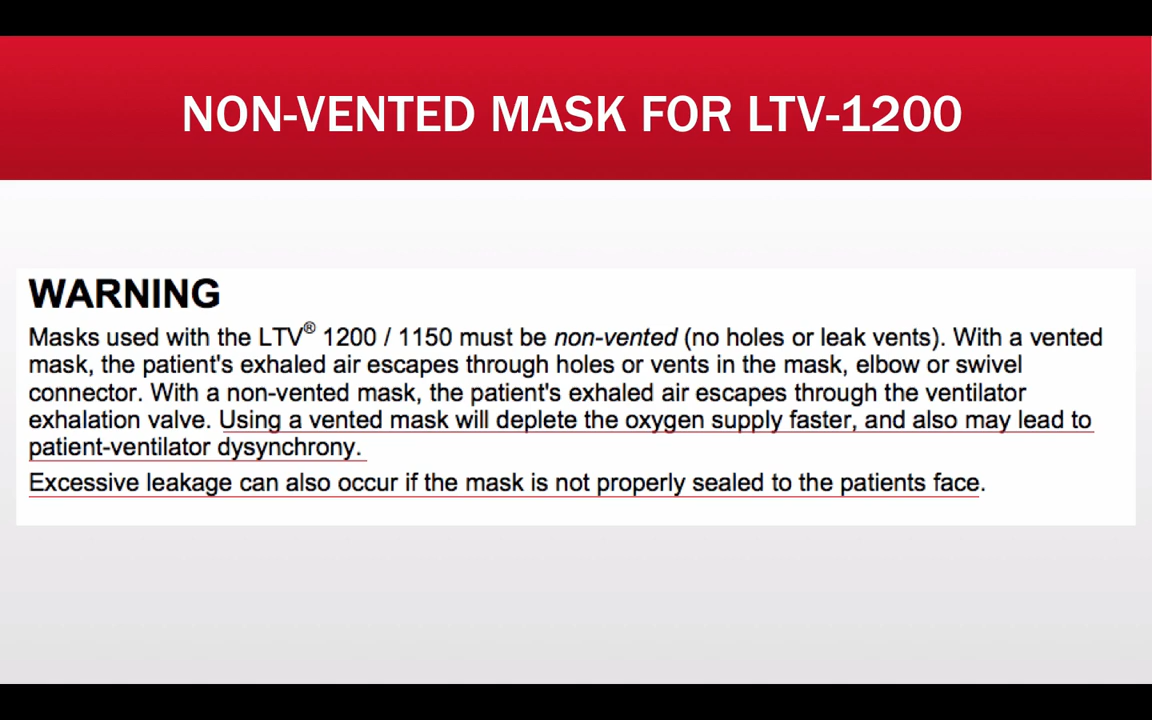 NON-VENTED MASK FOR LTV-1200
WARNING
Masks used with the LTV® 1200 / 1150 must be non-vented (no holes or leak vents). With a vented
mask, the patient's exhaled air escapes through holes or vents in the mask, elbow or swivel
connector. With a non-vented mask, the patient's exhaled air escapes through the ventilator
exhalation valve. Using a vented mask will deplete the oxygen supply faster, and also may lead to
patient-ventilator dysynchrony.
Excessive leakage can also occur if the mask is not properly sealed to the patients face.